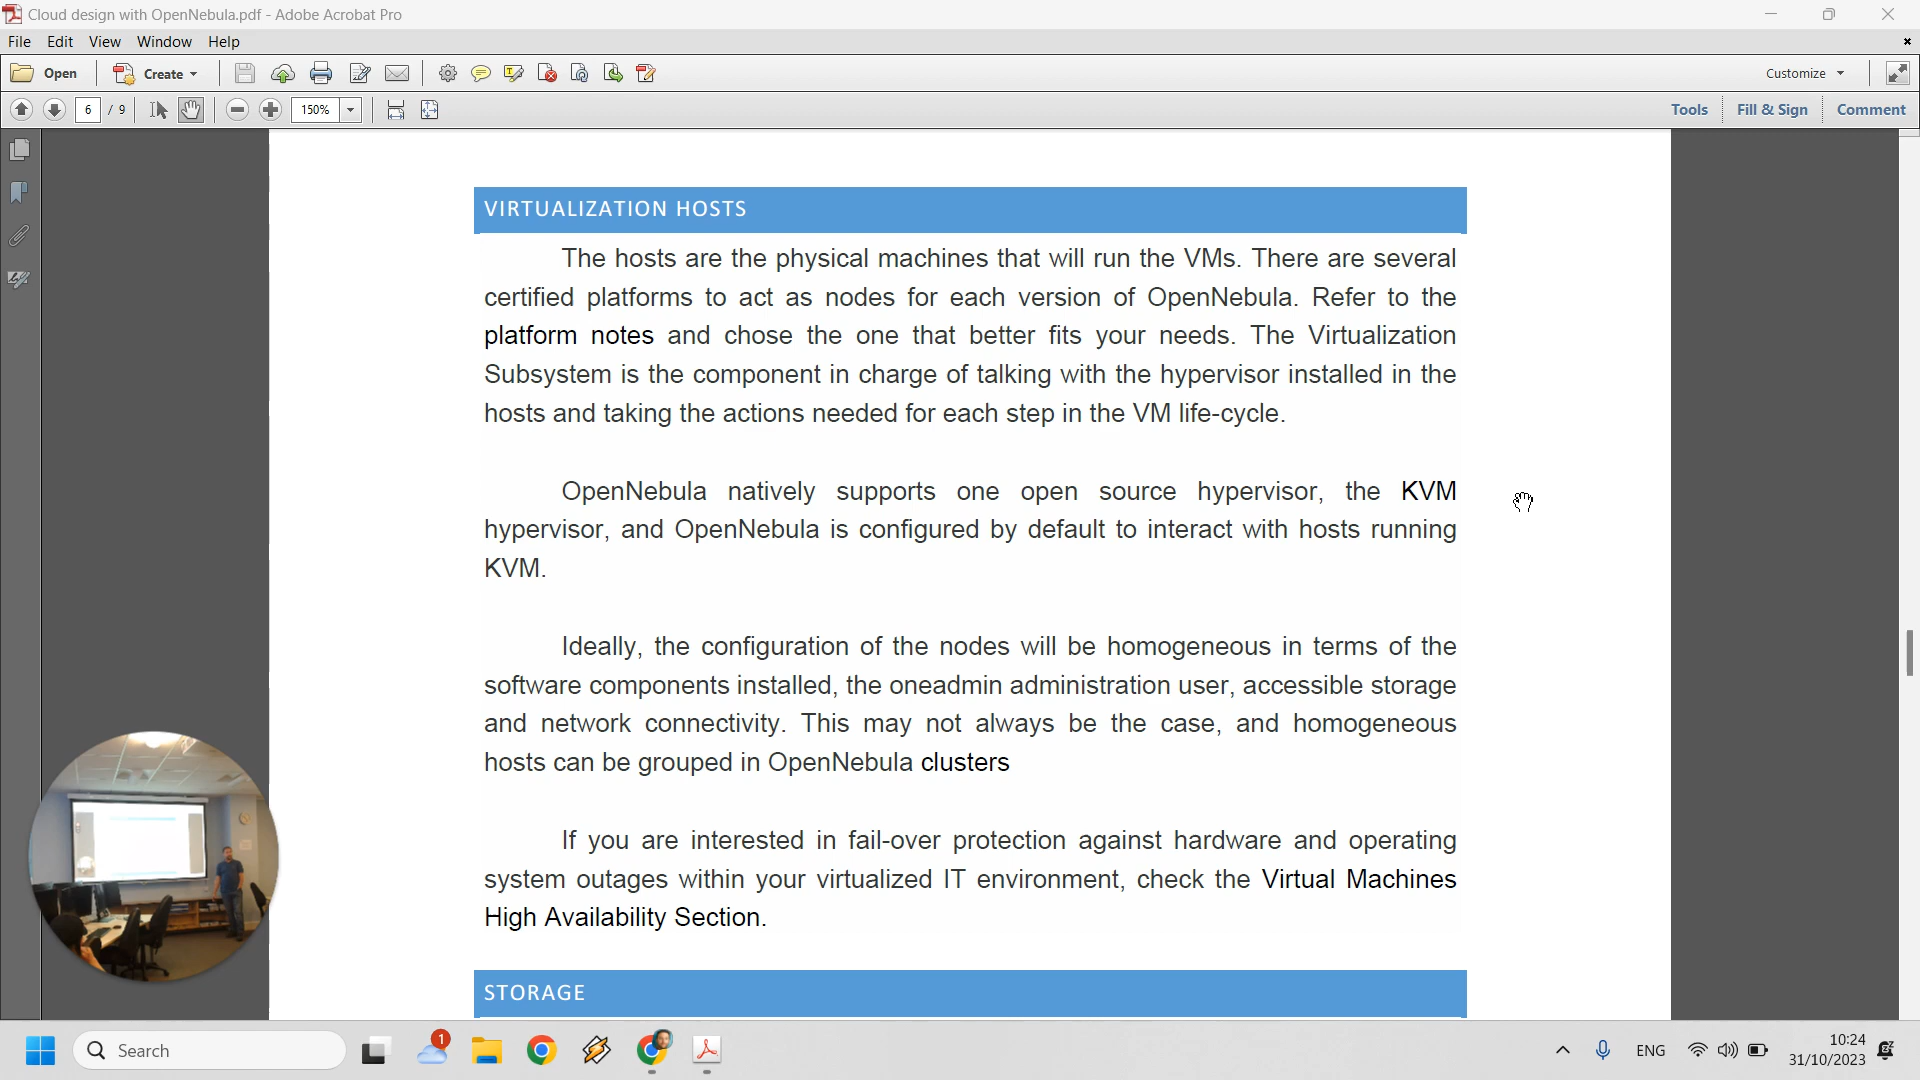 Cloud design with OpenNebula.pdf - Adobe Acrobat Pro
File Edit View Window Help
Open Create Customize
6 / 9 150% Tools Fill & Sign Comment
VIRTUALIZATION HOSTS
The hosts are the physical machines that will run the VMs. There are several
certified platforms to act as nodes for each version of OpenNebula. Refer to the
platform notes and chose the one that better fits your needs. The Virtualization
Subsystem is the component in charge of talking with the hypervisor installed in the
hosts and taking the actions needed for each step in the VM life-cycle.
OpenNebula natively supports one open source hypervisor, the KVM
hypervisor, and OpenNebula is configured by default to interact with hosts running
KVM.
Ideally, the configuration of the nodes will be homogeneous in terms of the
software components installed, the oneadmin administration user, accessible storage
and network connectivity. This may not always be the case, and homogeneous
hosts can be grouped in OpenNebula clusters
If you are interested in fail-over protection against hardware and operating
system outages within your virtualized IT environment, check the Virtual Machines
High Availability Section.
STORAGE
Search 1 ENG 10:24
31/10/2023